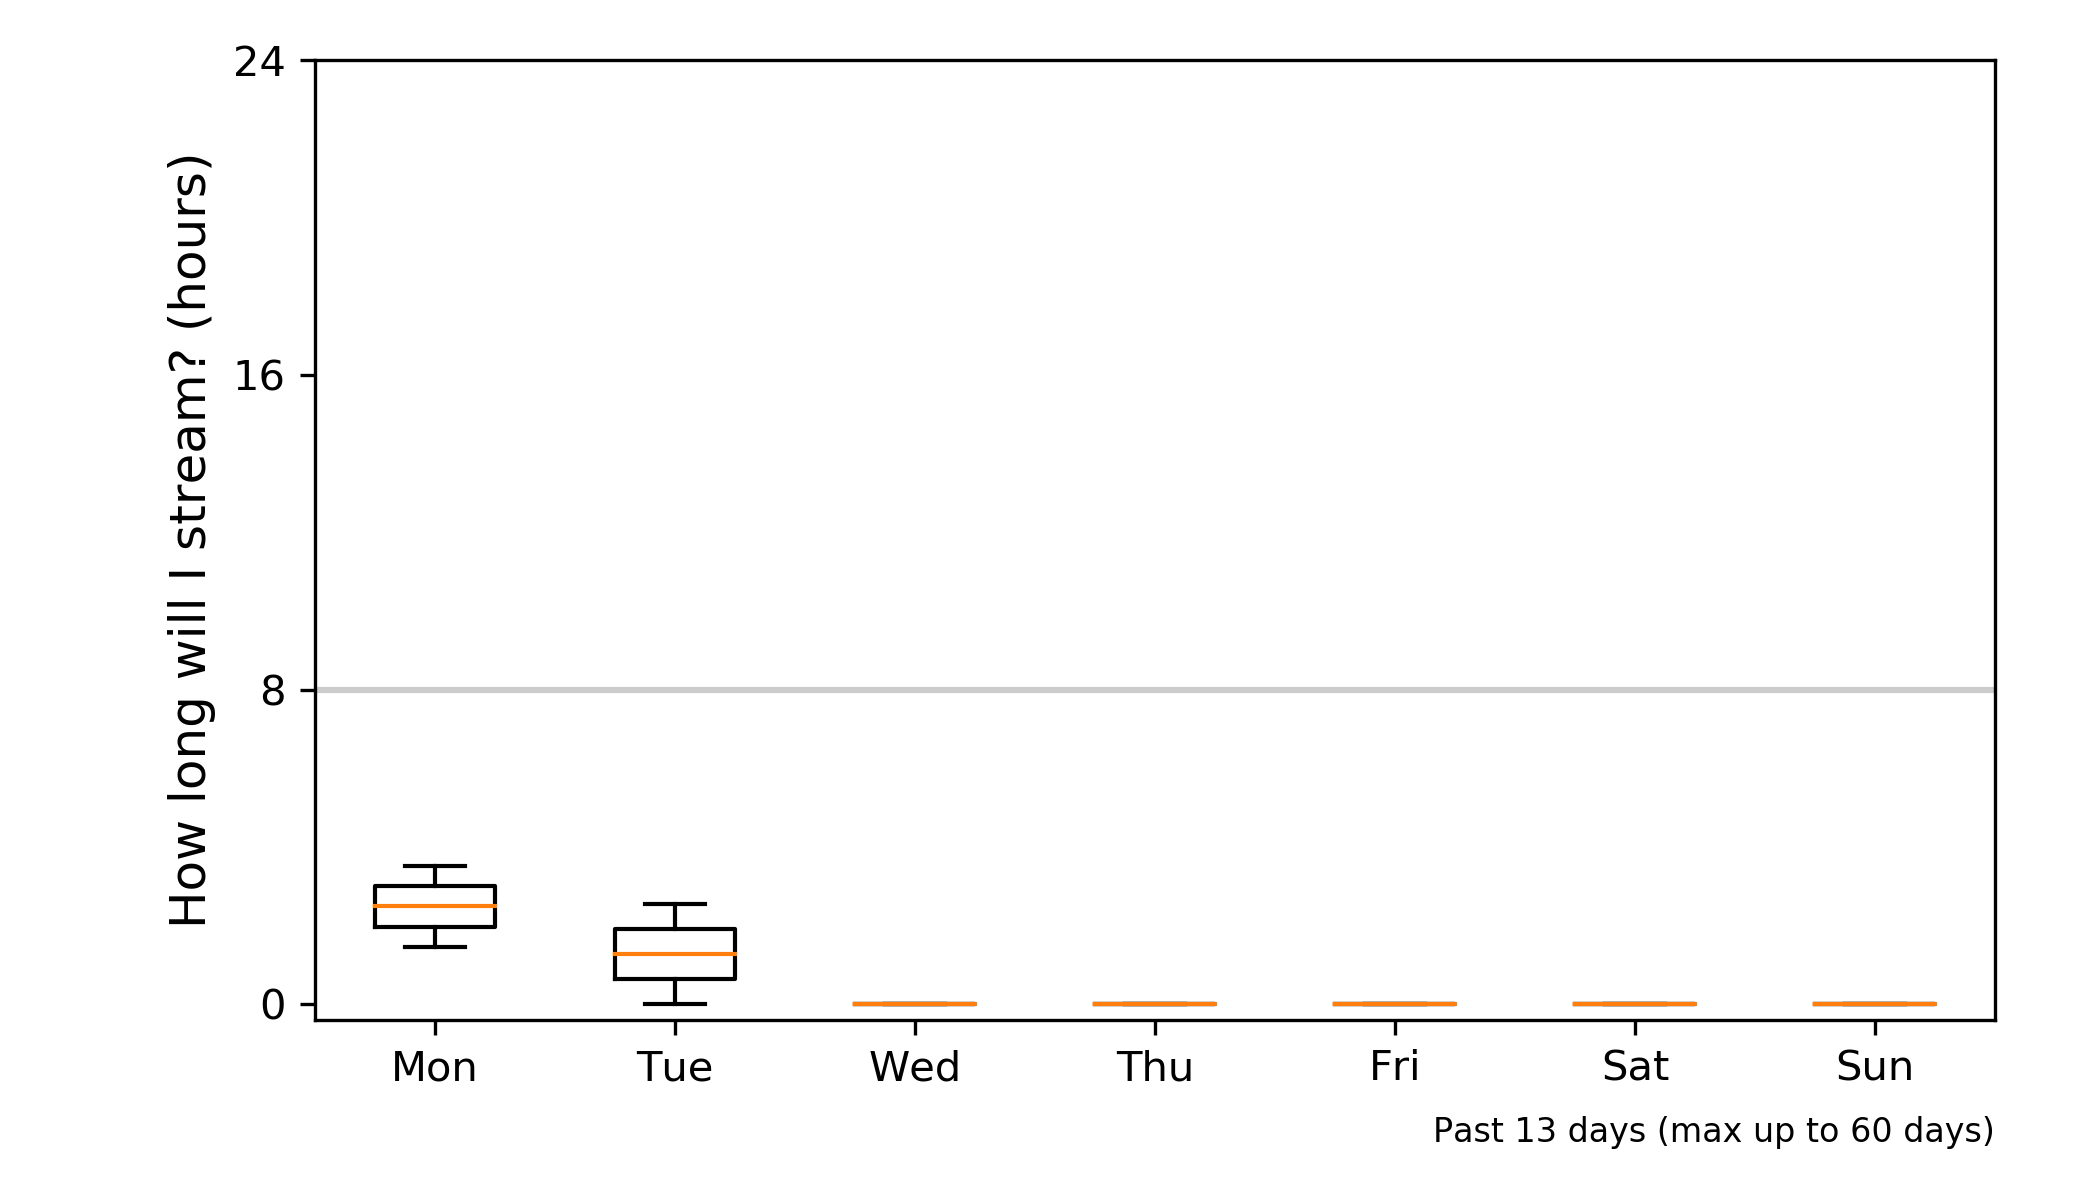 How long will I stream? (hours)
24
16
8
0
Mon Tue Wed Thu Fri Sat Sun
Past 13 days (max up to 60 days)